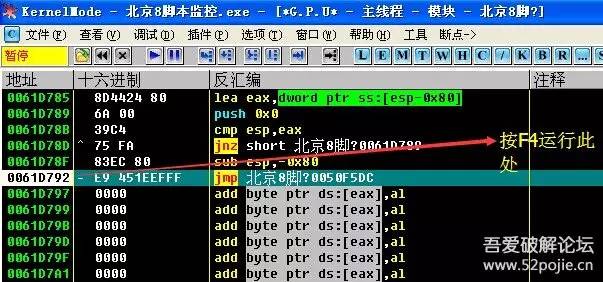 KernelMode - 北京8脚本监控.exe - [*G.P.U* - 主线程 - 模块 - 北京8脚?]
C 文件(F) 查看(V) 调试(D) 插件(P) 选项(T) 窗口(W) 帮助(H) 工具 断点->
暂停 L E M W T C R K B M H
地址 十六进制 反汇编 注释
0061D785 8D4424 80 lea eax,dword ptr ss:[esp-0x80]
0061D789 6A 00 push 0x0
0061D78B 39C4 cmp esp,eax
0061D78D ^ 75 FA jnz short 北京8脚?0061D789
0061D78F 83EC 80 sub esp,-0x80
0061D792 - E9 451EEFFF jmp 北京8脚?0050F5DC
0061D797 0000 add byte ptr ds:[eax],al
0061D799 0000 add byte ptr ds:[eax],al
0061D79B 0000 add byte ptr ds:[eax],al
0061D79D 0000 add byte ptr ds:[eax],al
0061D79F 0000 add byte ptr ds:[eax],al
0061D7A1 0000 add byte ptr ds:[eax],al
按F4运行此
处
吾爱破解论坛
www.52pojie.cn